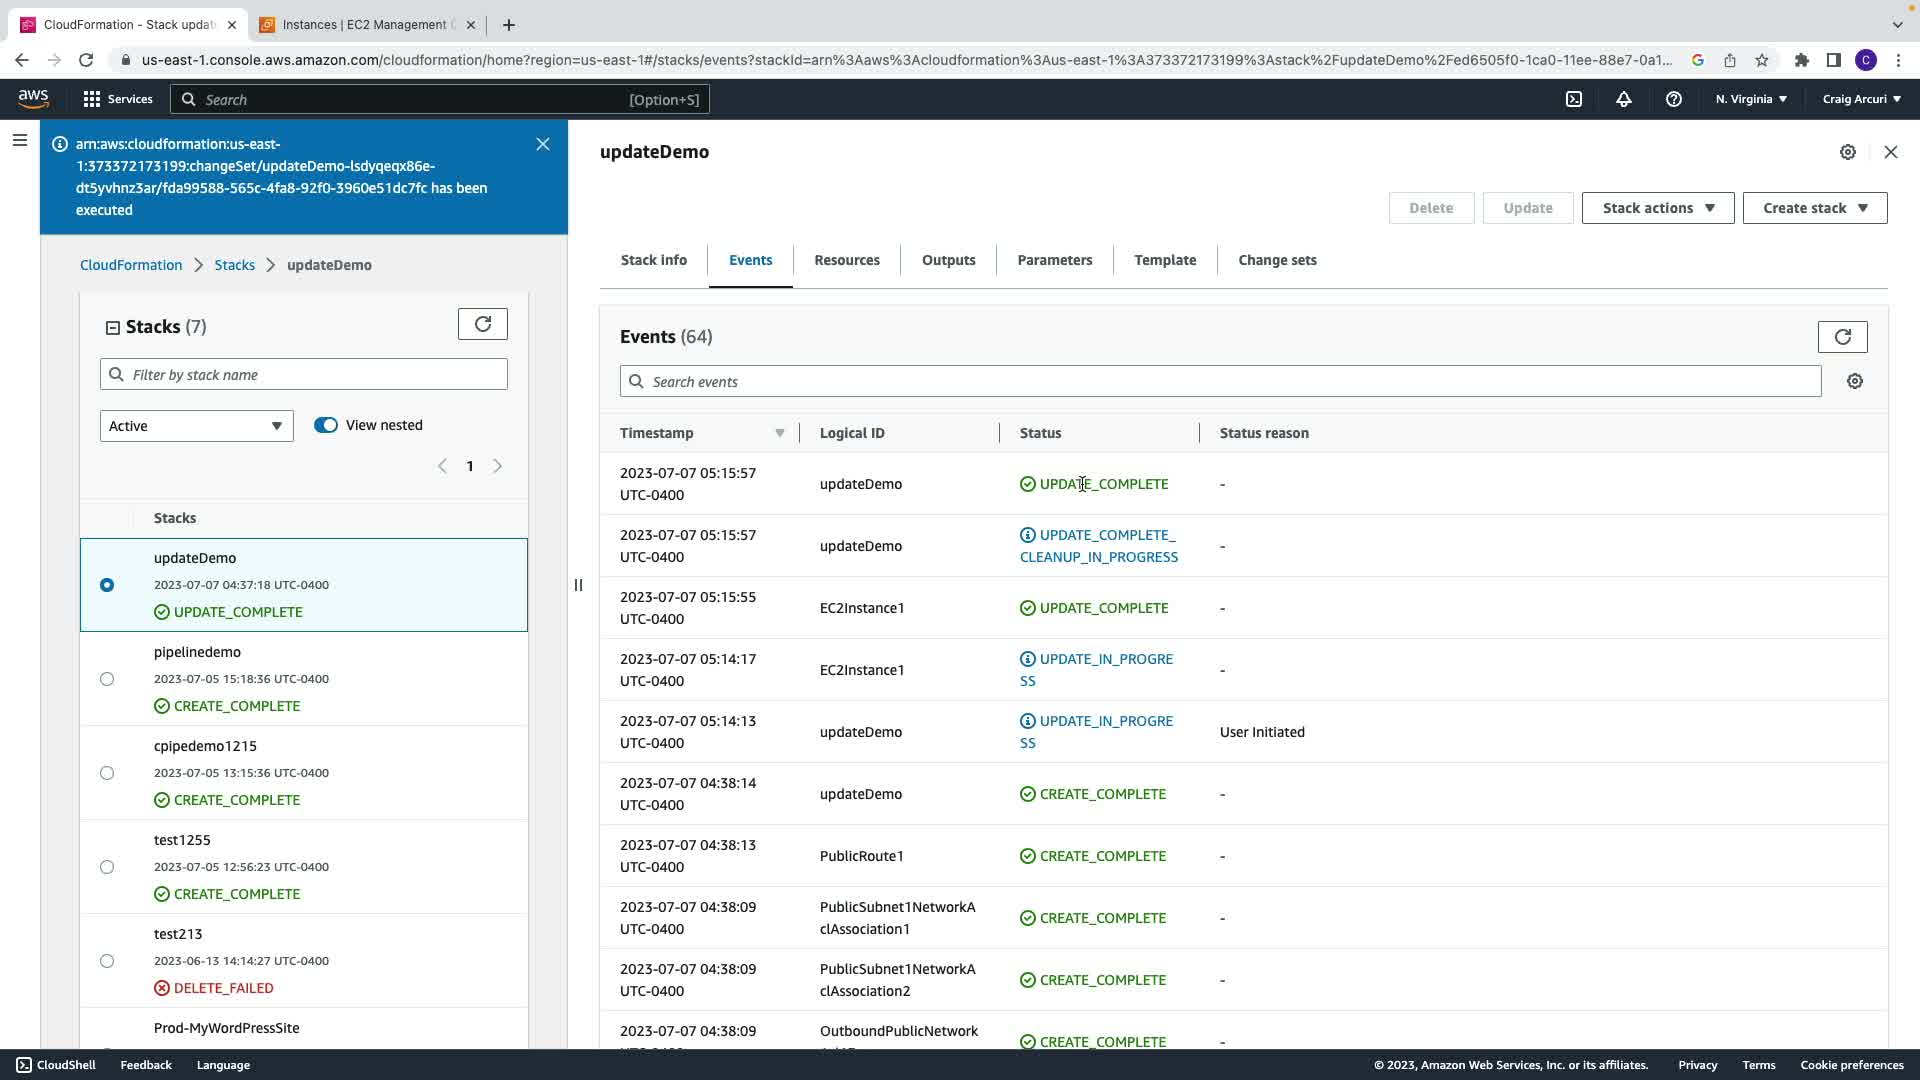 CloudFormation - Stack updat
Instances | EC2 Management C
us-east-1.console.aws.amazon.com/cloudformation/home?region=us-east-1#/stacks/events?stackId=arn%3Aaws%3Acloudformation%3Aus-east-1%3A373372173199%3Astack%2FupdateDemo%2Fed6505f0-1ca0-11ee-88e7-0a1...
C
aws
Services
Search
[Option+S]
N. Virginia
Craig Arcuri
arn:aws:cloudformation:us-east-
1:373372173199:changeSet/updateDemo-lsdyqeqx86e-
dt5yvhnz3ar/fda99588-565c-4fa8-92f0-3960e51dc7fc has been
executed
CloudFormation > Stacks > updateDemo
Stacks (7)
Filter by stack name
Active
View nested
1
Stacks
updateDemo
2023-07-07 04:37:18 UTC-0400
UPDATE_COMPLETE
pipelinedemo
2023-07-05 15:18:36 UTC-0400
CREATE_COMPLETE
cpipedemo1215
2023-07-05 13:15:36 UTC-0400
CREATE_COMPLETE
test1255
2023-07-05 12:56:23 UTC-0400
CREATE_COMPLETE
test213
2023-06-13 14:14:27 UTC-0400
DELETE_FAILED
Prod-MyWordPressSite
updateDemo
Delete
Update
Stack actions
Create stack
Stack info
Events
Resources
Outputs
Parameters
Template
Change sets
Events (64)
Search events
Timestamp
Logical ID
Status
Status reason
2023-07-07 05:15:57
UTC-0400
updateDemo
UPDATE_COMPLETE
-
2023-07-07 05:15:57
UTC-0400
updateDemo
UPDATE_COMPLETE_
CLEANUP_IN_PROGRESS
-
2023-07-07 05:15:55
UTC-0400
EC2Instance1
UPDATE_COMPLETE
-
2023-07-07 05:14:17
UTC-0400
EC2Instance1
UPDATE_IN_PROGRE
SS
-
2023-07-07 05:14:13
UTC-0400
updateDemo
UPDATE_IN_PROGRE
SS
User Initiated
2023-07-07 04:38:14
UTC-0400
updateDemo
CREATE_COMPLETE
-
2023-07-07 04:38:13
UTC-0400
PublicRoute1
CREATE_COMPLETE
-
2023-07-07 04:38:09
UTC-0400
PublicSubnet1NetworkA
clAssociation1
CREATE_COMPLETE
-
2023-07-07 04:38:09
UTC-0400
PublicSubnet1NetworkA
clAssociation2
CREATE_COMPLETE
-
2023-07-07 04:38:09
OutboundPublicNetwork
CREATE_COMPLETE
-
CloudShell
Feedback
Language
© 2023, Amazon Web Services, Inc. or its affiliates.
Privacy
Terms
Cookie preferences